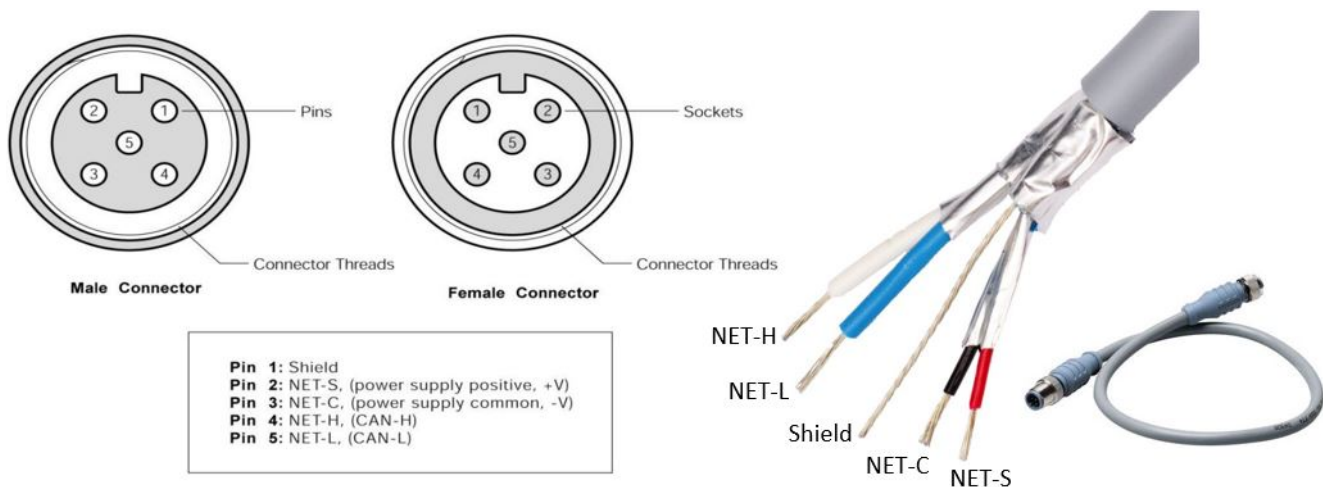 2
1
5
3
4
Pins
Connector Threads
Male Connector
1
2
5
4
3
Sockets
Connector Threads
Female Connector
Pin 1: Shield
Pin 2: NET-S, (power supply positive, +V)
Pin 3: NET-C, (power supply common, -V)
Pin 4: NET-H, (CAN-H)
Pin 5: NET-L, (CAN-L)
NET-H
NET-L
Shield
NET-C
NET-S